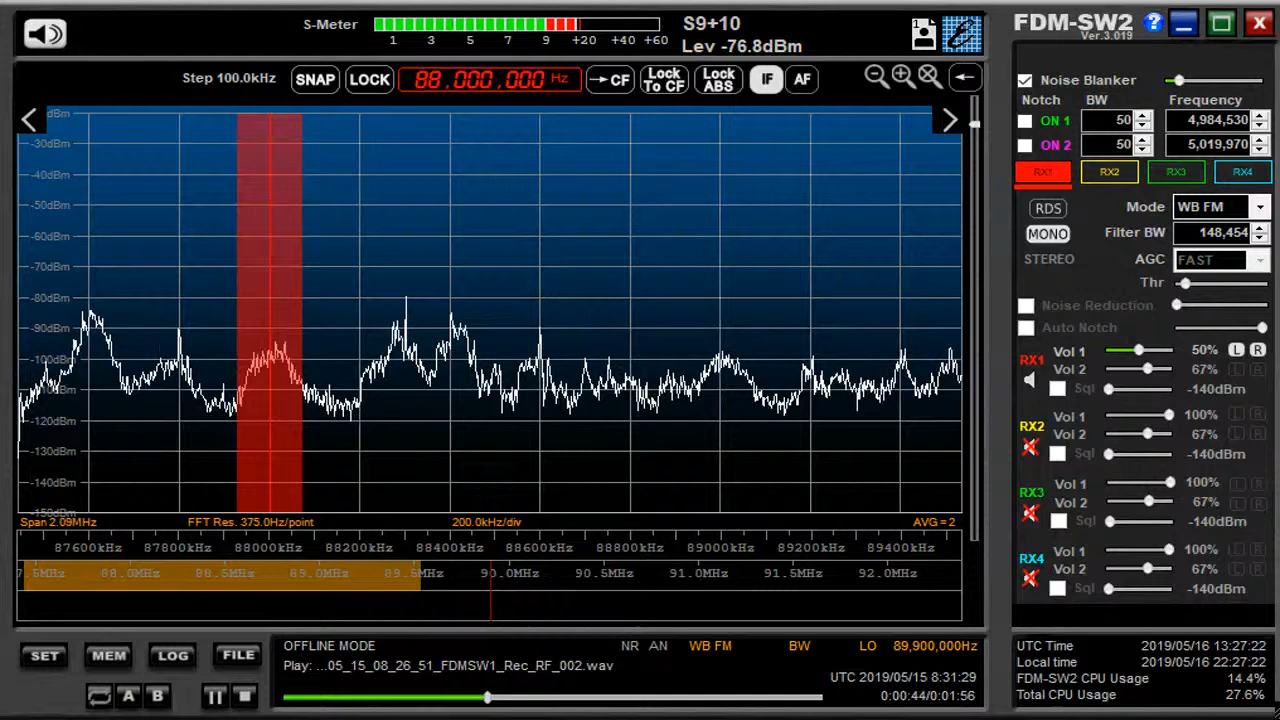 S-Meter
1 3 5 7 9 +20 +40 +60
S9+10
Lev -76.8dBm
FDM-SW2
Ver.3.019
Step 100.0kHz
SNAP
LOCK
88,000,000 Hz
→CF
Lock To CF
Lock ABS
IF
AF
-30dBm
-40dBm
-50dBm
-60dBm
-70dBm
-80dBm
-90dBm
-100dBm
-110dBm
-120dBm
-130dBm
-140dBm
-150dBm
Span 2.09MHz
FFT Res. 375.0Hz/point
200.0kHz/div
AVG=2
87600kHz 87800kHz 88000kHz 88200kHz 88400kHz 88600kHz 88800kHz 89000kHz 89200kHz 89400kHz
7.5MHz 88.0MHz 88.5MHz 89.0MHz 89.5MHz 90.0MHz 90.5MHz 91.0MHz 91.5MHz 92.0MHz
Noise Blanker
Notch BW Frequency
ON 1 50 4,984,530
ON 2 50 5,019,970
RX1 RX2 RX3 RX4
RDS Mode WB FM
MONO Filter BW 148,454
STEREO AGC FAST
Thr
Noise Reduction
Auto Notch
RX1
Vol 1 50% L R
Vol 2 67%
Sql -140dBm
RX2
Vol 1 100% L R
Vol 2 67% L R
Sql -140dBm
RX3
Vol 1 100% L R
Vol 2 67% L R
Sql -140dBm
RX4
Vol 1 100% L R
Vol 2 67% L R
Sql -140dBm
SET MEM LOG FILE
A B
OFFLINE MODE NR AN WB FM BW LO 89,900,000Hz
Play: ...05_15_08_26_51_FDMSW1_Rec_RF_002.wav
UTC 2019/05/15 8:31:29
0:00:44/0:01:56
UTC Time 2019/05/16 13:27:22
Local time 2019/05/16 22:27:22
FDM-SW2 CPU Usage 14.4%
Total CPU Usage 27.6%